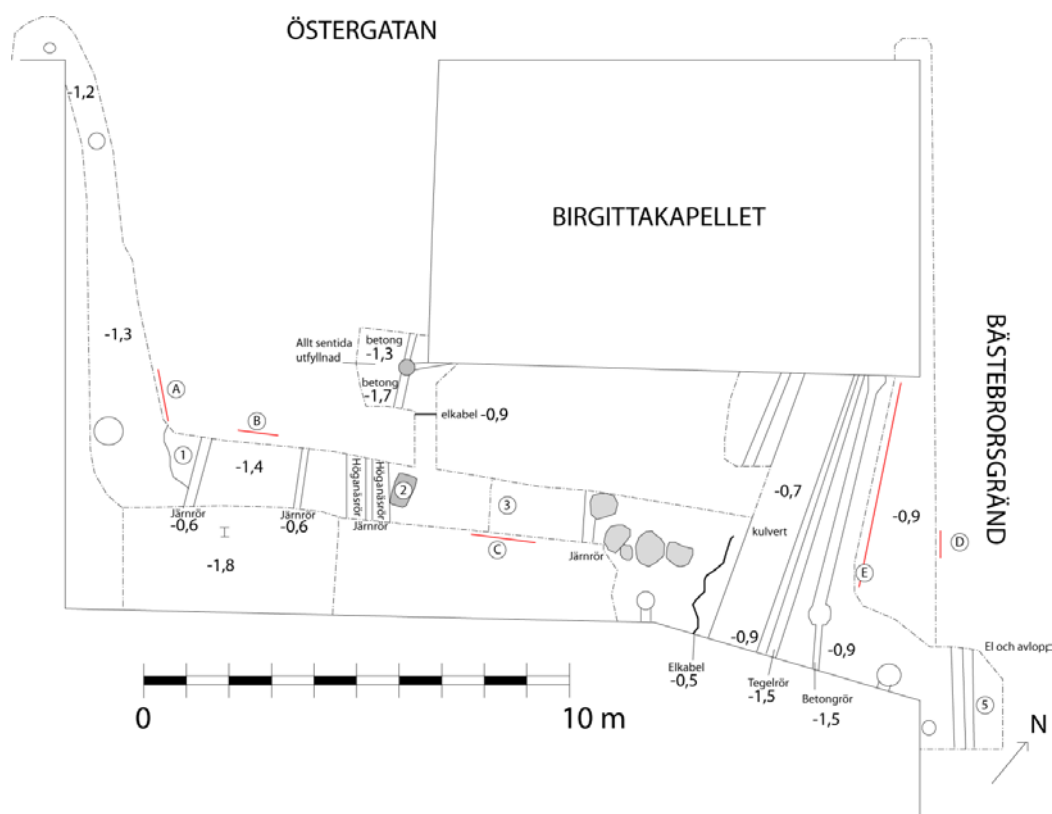 ÖSTERGATAN
-1,2
BIRGITTAKAPELLET
-1,3
Allt sentida
utfyllnad
betong
-1,3
betong
-1,7
BÄSTEBRORSGRÄND
A
B
elkabel -0,9
1
-1,4
Höganäsrör
Höganäsrör
2
3
-0,7
-0,9
Järnrör
-0,6
Järnrör
-0,6
Järnrör
kulvert
D
C
Järnrör
-1,8
E
-0,9
-0,9
El och avlopp:
Elkabel
-0,5
Tegelrör
-1,5
Betongrör
-1,5
5
0
10 m
N